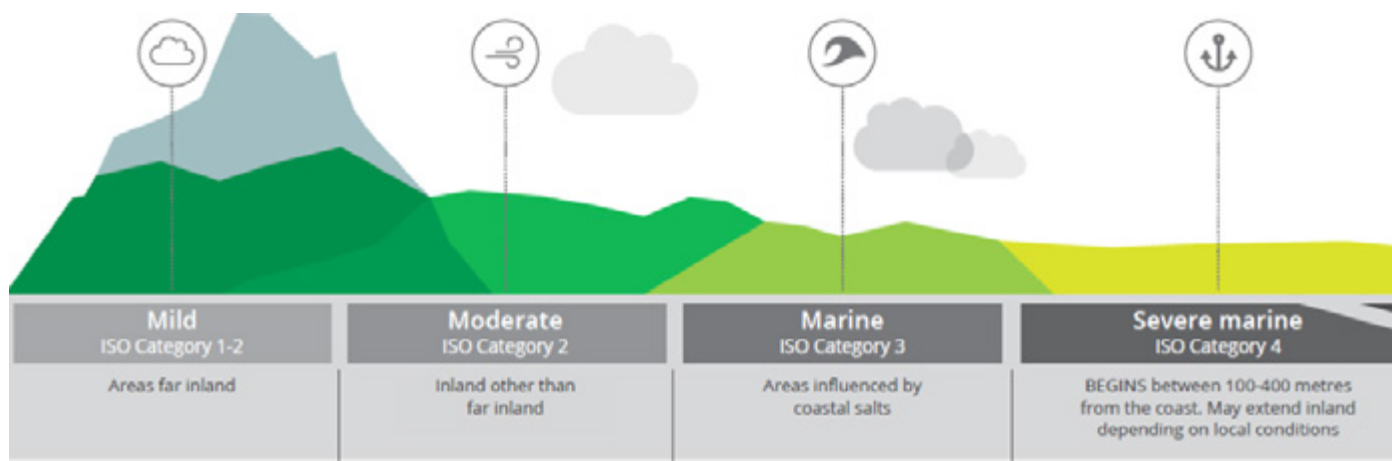 Mild
ISO Category 1-2
Areas far inland
Moderate
ISO Category 2
Inland other than
far inland
Marine
ISO Category 3
Areas influenced by
coastal salts
Severe marine
ISO Category 4
BEGINS between 100-400 metres
from the coast. May extend inland
depending on local conditions